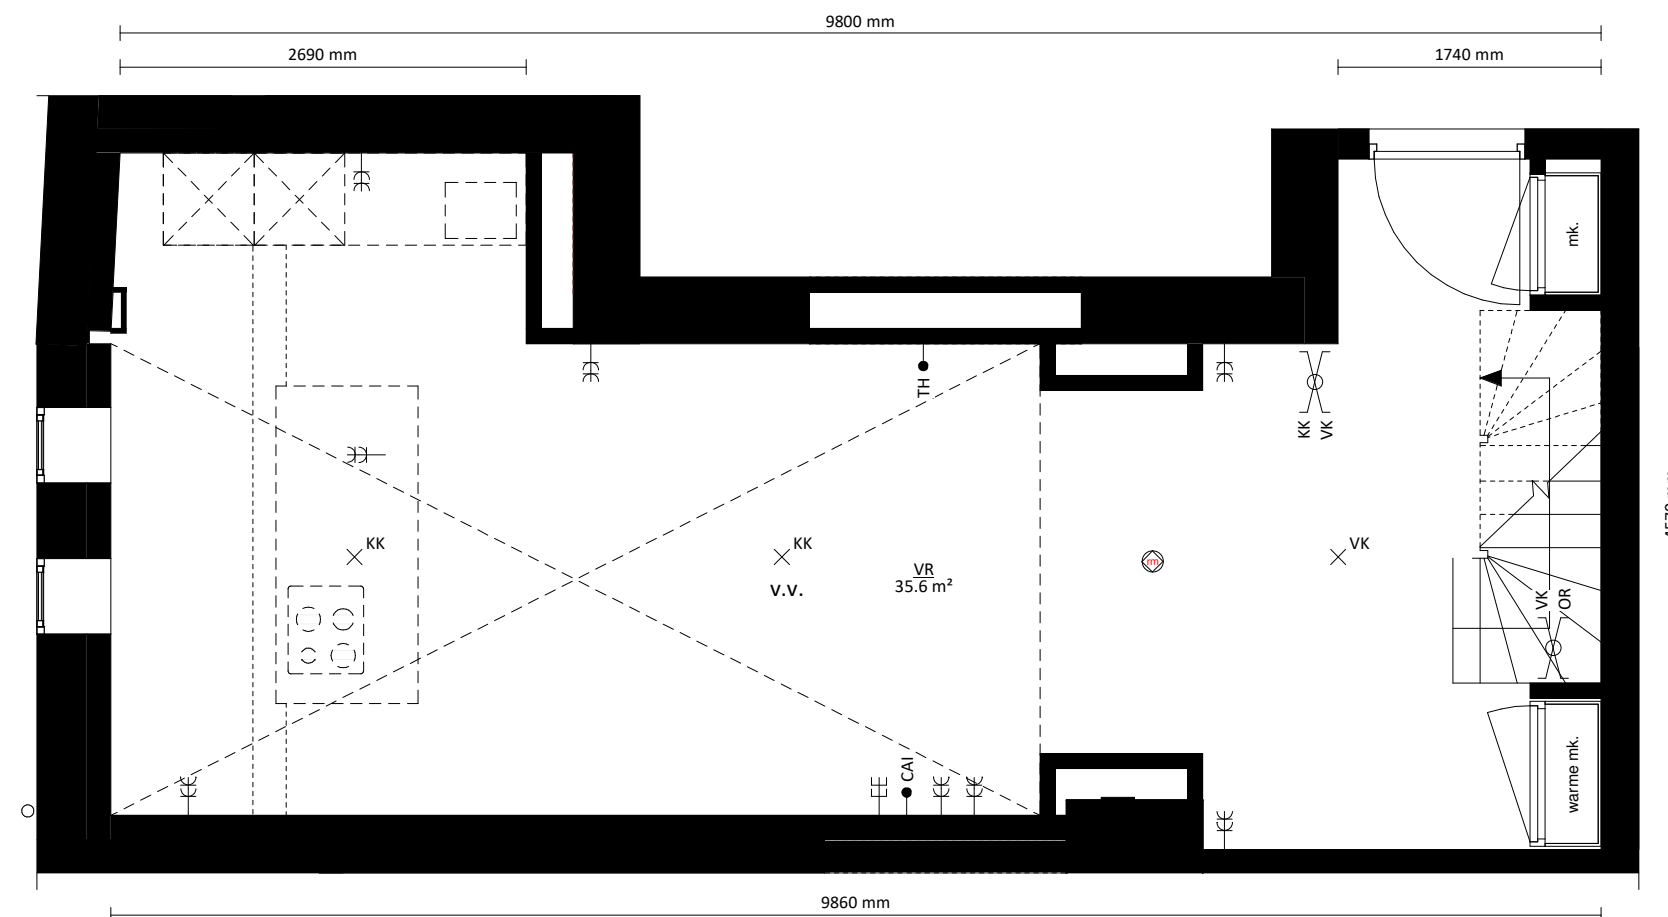 9800 mm
2690 mm
1740 mm
mk.
TH
KK
VK
KK
KK
VK
rm
VR
35.6 m²
v.v.
VK
OR
CAI
warme mk.
9860 mm